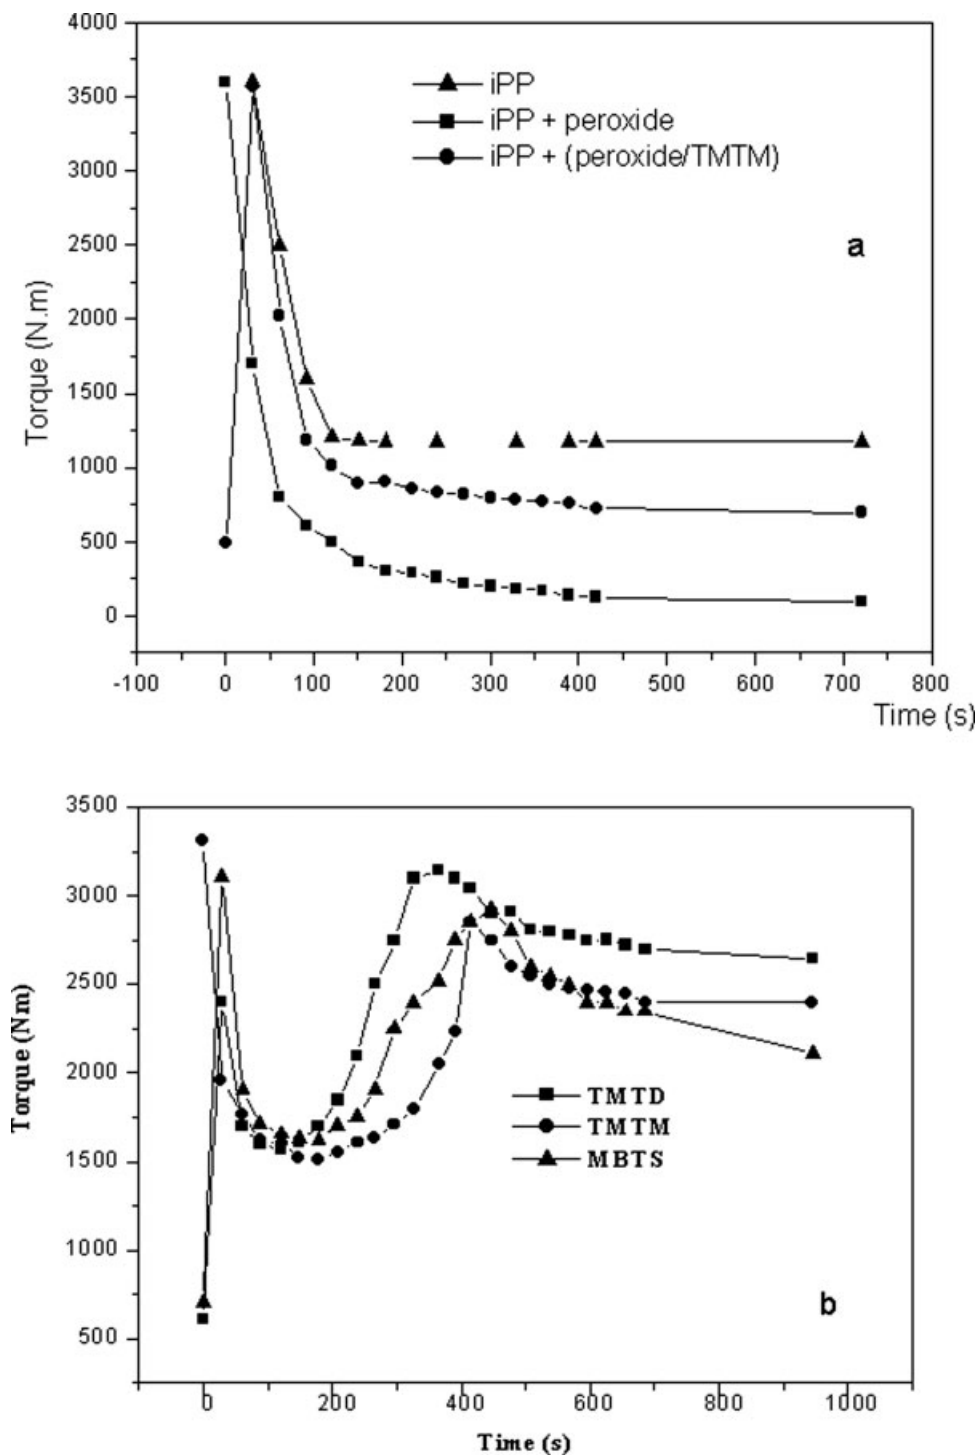 4000
3500
3000
2500
2000
1500
1000
500
0
Torque (N.m)
iPP
iPP + peroxide
iPP + (peroxide/TMTM)
a
-100 0 100 200 300 400 500 600 700 800
Time (s)
3500
3000
2500
2000
1500
1000
500
Torque (Nm)
TMTD
TMTM
MBTS
b
0 200 400 600 800 1000
Time (s)